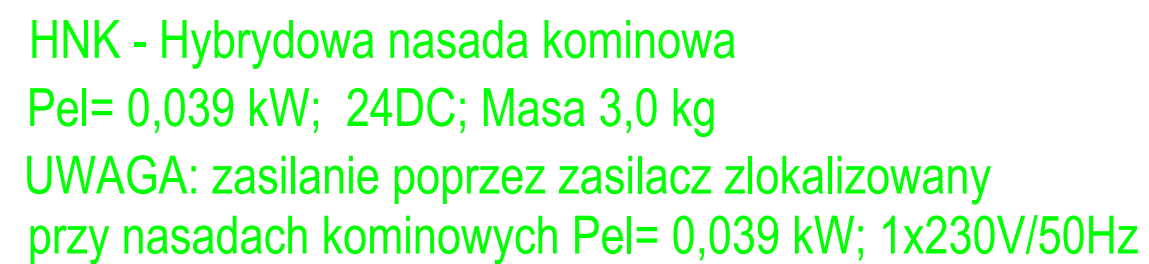 HNK - Hybrydowa nasada kominowa
Pel= 0,039 kW; 24DC; Masa 3,0 kg
UWAGA: zasilanie poprzez zasilacz zlokalizowany
przy nasadach kominowych Pel= 0,039 kW; 1x230V/50Hz